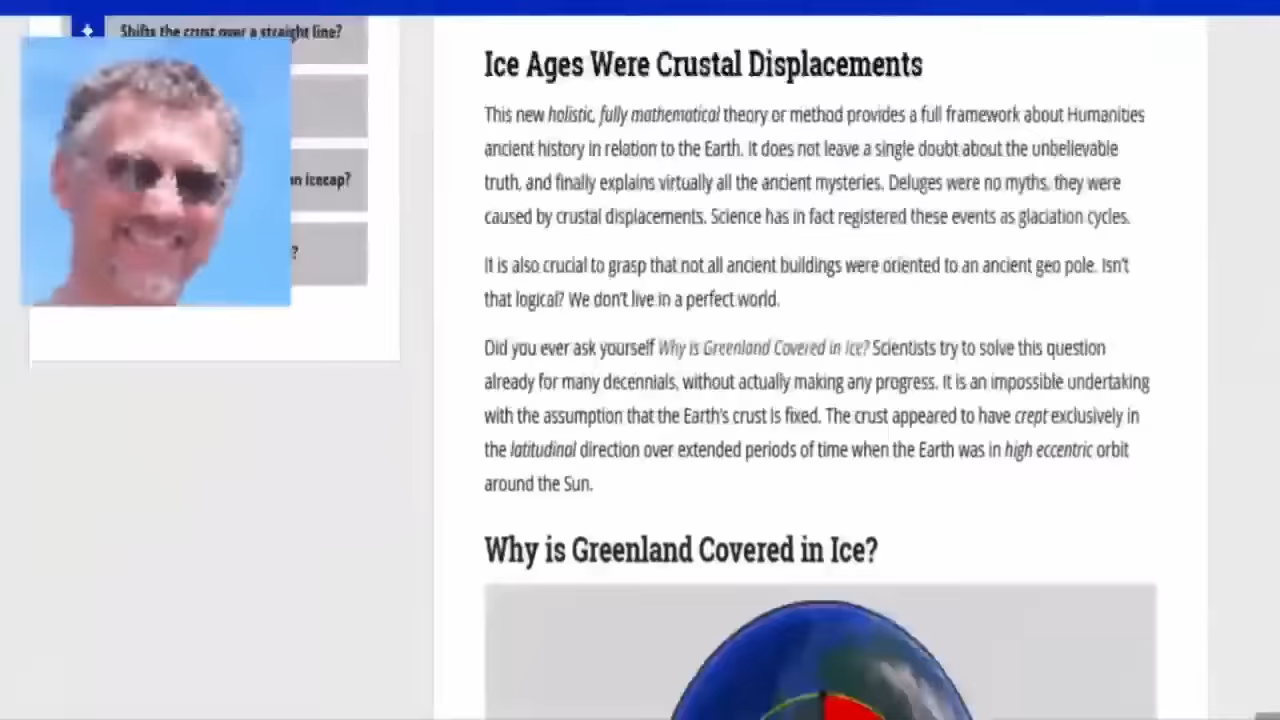 Shifts the crust over a straight line?
n icecap?
?
Ice Ages Were Crustal Displacements
This new holistic, fully mathematical theory or method provides a full framework about Humanities
ancient history in relation to the Earth. It does not leave a single doubt about the unbelievable
truth, and finally explains virtually all the ancient mysteries. Deluges were no myths, they were
caused by crustal displacements. Science has in fact registered these events as glaciation cycles.
It is also crucial to grasp that not all ancient buildings were oriented to an ancient geo pole. Isn't
that logical? We don't live in a perfect world.
Did you ever ask yourself Why is Greenland Covered in Ice? Scientists try to solve this question
already for many decennials, without actually making any progress. It is an impossible undertaking
with the assumption that the Earth's crust is fixed. The crust appeared to have crept exclusively in
the latitudinal direction over extended periods of time when the Earth was in high eccentric orbit
around the Sun.
Why is Greenland Covered in Ice?